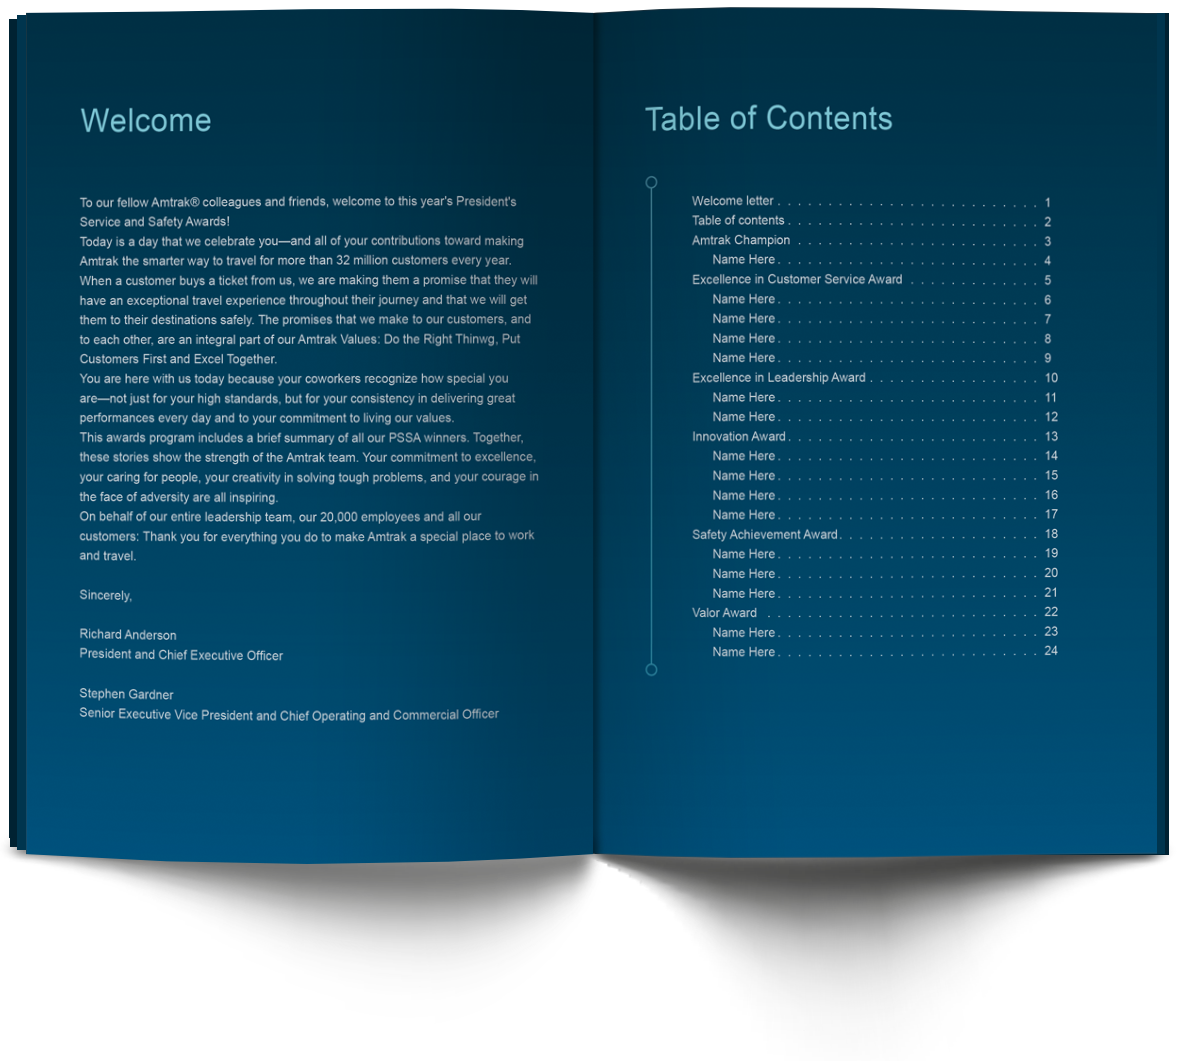 Welcome
To our fellow Amtrak® colleagues and friends, welcome to this year's President's
Service and Safety Awards!
Today is a day that we celebrate you—and all of your contributions toward making
Amtrak the smarter way to travel for more than 32 million customers every year.
When a customer buys a ticket from us, we are making them a promise that they will
have an exceptional travel experience throughout their journey and that we will get
them to their destinations safely. The promises that we make to our customers, and
to each other, are an integral part of our Amtrak Values: Do the Right Thinwg, Put
Customers First and Excel Together.
You are here with us today because your coworkers recognize how special you
are—not just for your high standards, but for your consistency in delivering great
performances every day and to your commitment to living our values.
This awards program includes a brief summary of all our PSSA winners. Together,
these stories show the strength of the Amtrak team. Your commitment to excellence,
your caring for people, your creativity in solving tough problems, and your courage in
the face of adversity are all inspiring.
On behalf of our entire leadership team, our 20,000 employees and all our
customers: Thank you for everything you do to make Amtrak a special place to work
and travel.
Sincerely,
Richard Anderson
President and Chief Executive Officer
Stephen Gardner
Senior Executive Vice President and Chief Operating and Commercial Officer
Table of Contents
Welcome letter . . . . . . . . . . . . . . . . . . . . . . . . . . 1
Table of contents . . . . . . . . . . . . . . . . . . . . . . . . . 2
Amtrak Champion . . . . . . . . . . . . . . . . . . . . . . . . 3
Name Here . . . . . . . . . . . . . . . . . . . . . . . . . . 4
Excellence in Customer Service Award . . . . . . . . . . . . . 5
Name Here . . . . . . . . . . . . . . . . . . . . . . . . . . 6
Name Here . . . . . . . . . . . . . . . . . . . . . . . . . . 7
Name Here . . . . . . . . . . . . . . . . . . . . . . . . . . 8
Name Here . . . . . . . . . . . . . . . . . . . . . . . . . . 9
Excellence in Leadership Award . . . . . . . . . . . . . . . . . 10
Name Here . . . . . . . . . . . . . . . . . . . . . . . . . . 11
Name Here . . . . . . . . . . . . . . . . . . . . . . . . . . 12
Innovation Award . . . . . . . . . . . . . . . . . . . . . . . . . 13
Name Here . . . . . . . . . . . . . . . . . . . . . . . . . . 14
Name Here . . . . . . . . . . . . . . . . . . . . . . . . . . 15
Name Here . . . . . . . . . . . . . . . . . . . . . . . . . . 16
Name Here . . . . . . . . . . . . . . . . . . . . . . . . . . 17
Safety Achievement Award . . . . . . . . . . . . . . . . . . . . 18
Name Here . . . . . . . . . . . . . . . . . . . . . . . . . . 19
Name Here . . . . . . . . . . . . . . . . . . . . . . . . . . 20
Name Here . . . . . . . . . . . . . . . . . . . . . . . . . . 21
Valor Award . . . . . . . . . . . . . . . . . . . . . . . . . . . 22
Name Here . . . . . . . . . . . . . . . . . . . . . . . . . . 23
Name Here . . . . . . . . . . . . . . . . . . . . . . . . . . 24